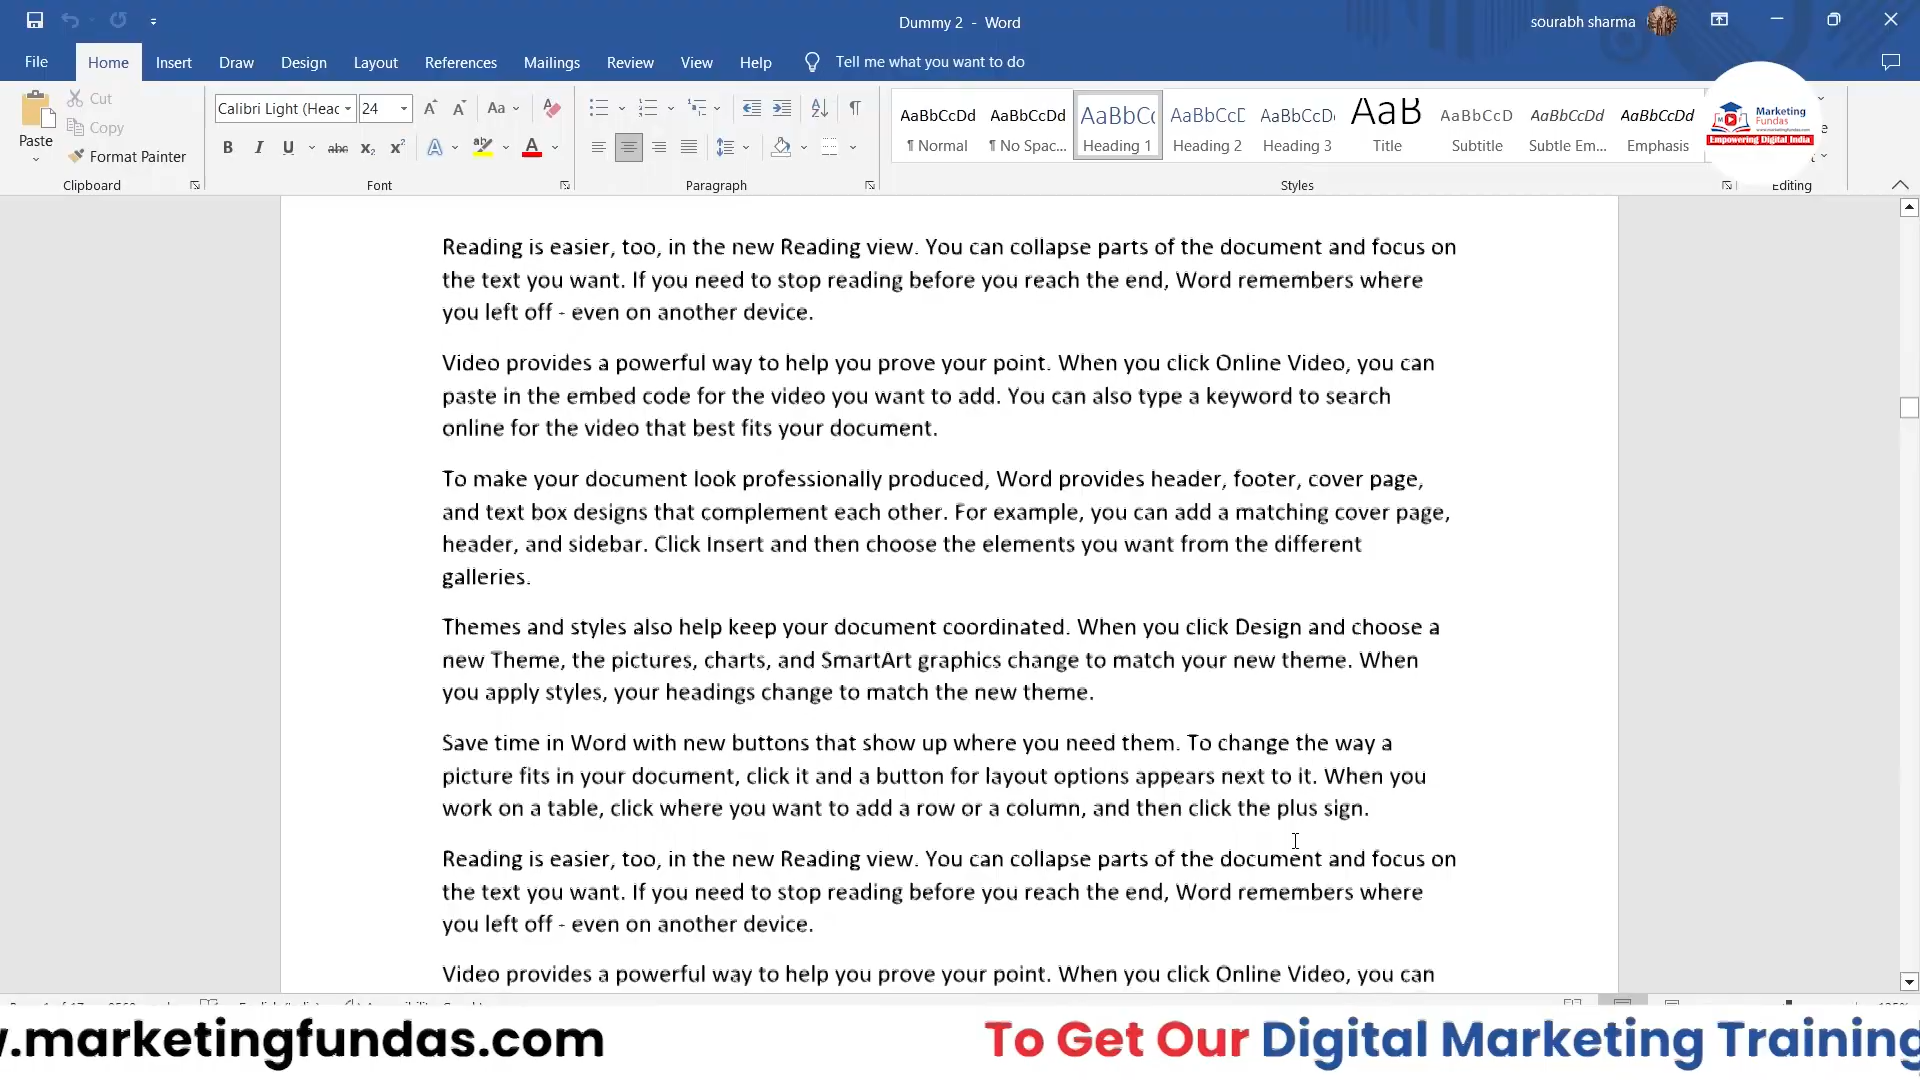 Dummy 2 - Word
sourabh sharma
File Home Insert Draw Design Layout References Mailings Review View Help Tell me what you want to do
Paste
Cut
Copy
Format Painter
Clipboard
Calibri Light (Head 24
Font
Paragraph
AaBbCcDd AaBbCcDd AaBbCc AaBbCcD AaBbCcD AaB AaBbCcD AaBbCcDd AaBbCcDd
¶ Normal ¶ No Spac... Heading 1 Heading 2 Heading 3 Title Subtitle Subtle Em... Emphasis
Styles
Editing
Marketing
Fundas
www.marketingfundas.com
Empowering Digital India
Reading is easier, too, in the new Reading view. You can collapse parts of the document and focus on
the text you want. If you need to stop reading before you reach the end, Word remembers where
you left off - even on another device.
Video provides a powerful way to help you prove your point. When you click Online Video, you can
paste in the embed code for the video you want to add. You can also type a keyword to search
online for the video that best fits your document.
To make your document look professionally produced, Word provides header, footer, cover page,
and text box designs that complement each other. For example, you can add a matching cover page,
header, and sidebar. Click Insert and then choose the elements you want from the different
galleries.
Themes and styles also help keep your document coordinated. When you click Design and choose a
new Theme, the pictures, charts, and SmartArt graphics change to match your new theme. When
you apply styles, your headings change to match the new theme.
Save time in Word with new buttons that show up where you need them. To change the way a
picture fits in your document, click it and a button for layout options appears next to it. When you
work on a table, click where you want to add a row or a column, and then click the plus sign.
Reading is easier, too, in the new Reading view. You can collapse parts of the document and focus on
the text you want. If you need to stop reading before you reach the end, Word remembers where
you left off - even on another device.
Video provides a powerful way to help you prove your point. When you click Online Video, you can
w.marketingfundas.com
To Get Our Digital Marketing Training